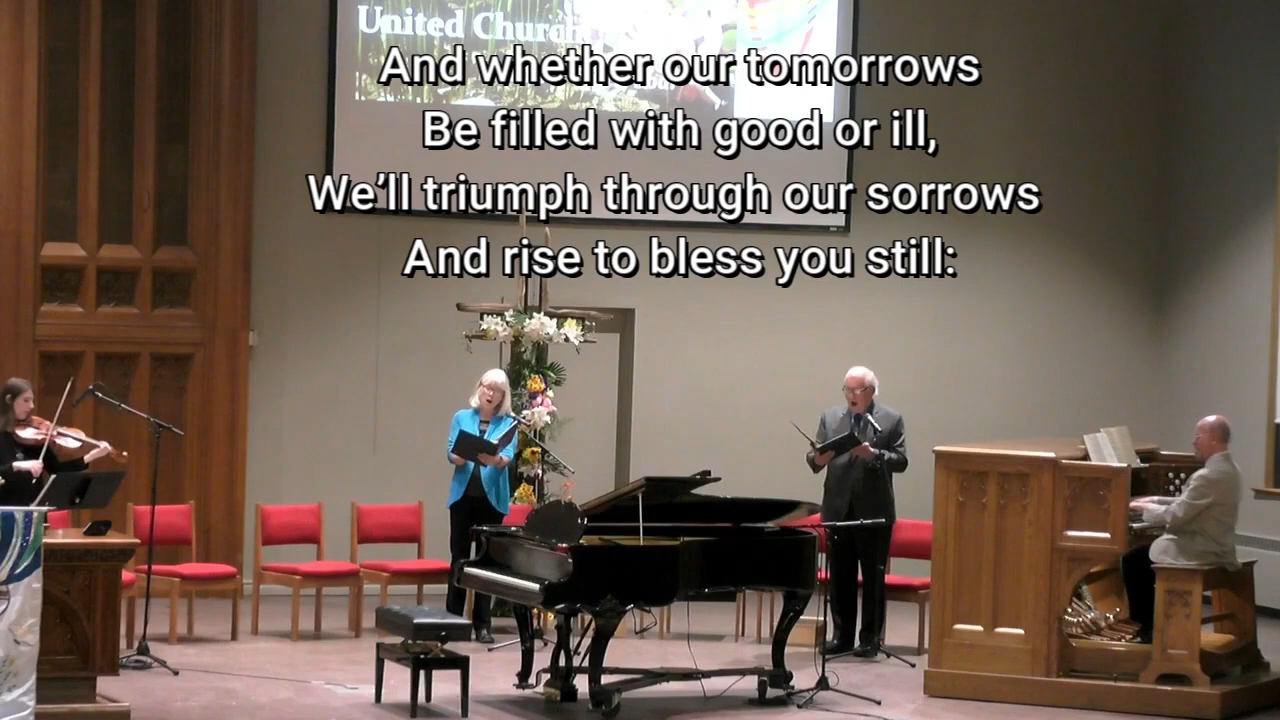 United Church
And whether our tomorrows
Be filled with good or ill,
We’ll triumph through our sorrows
And rise to bless you still: